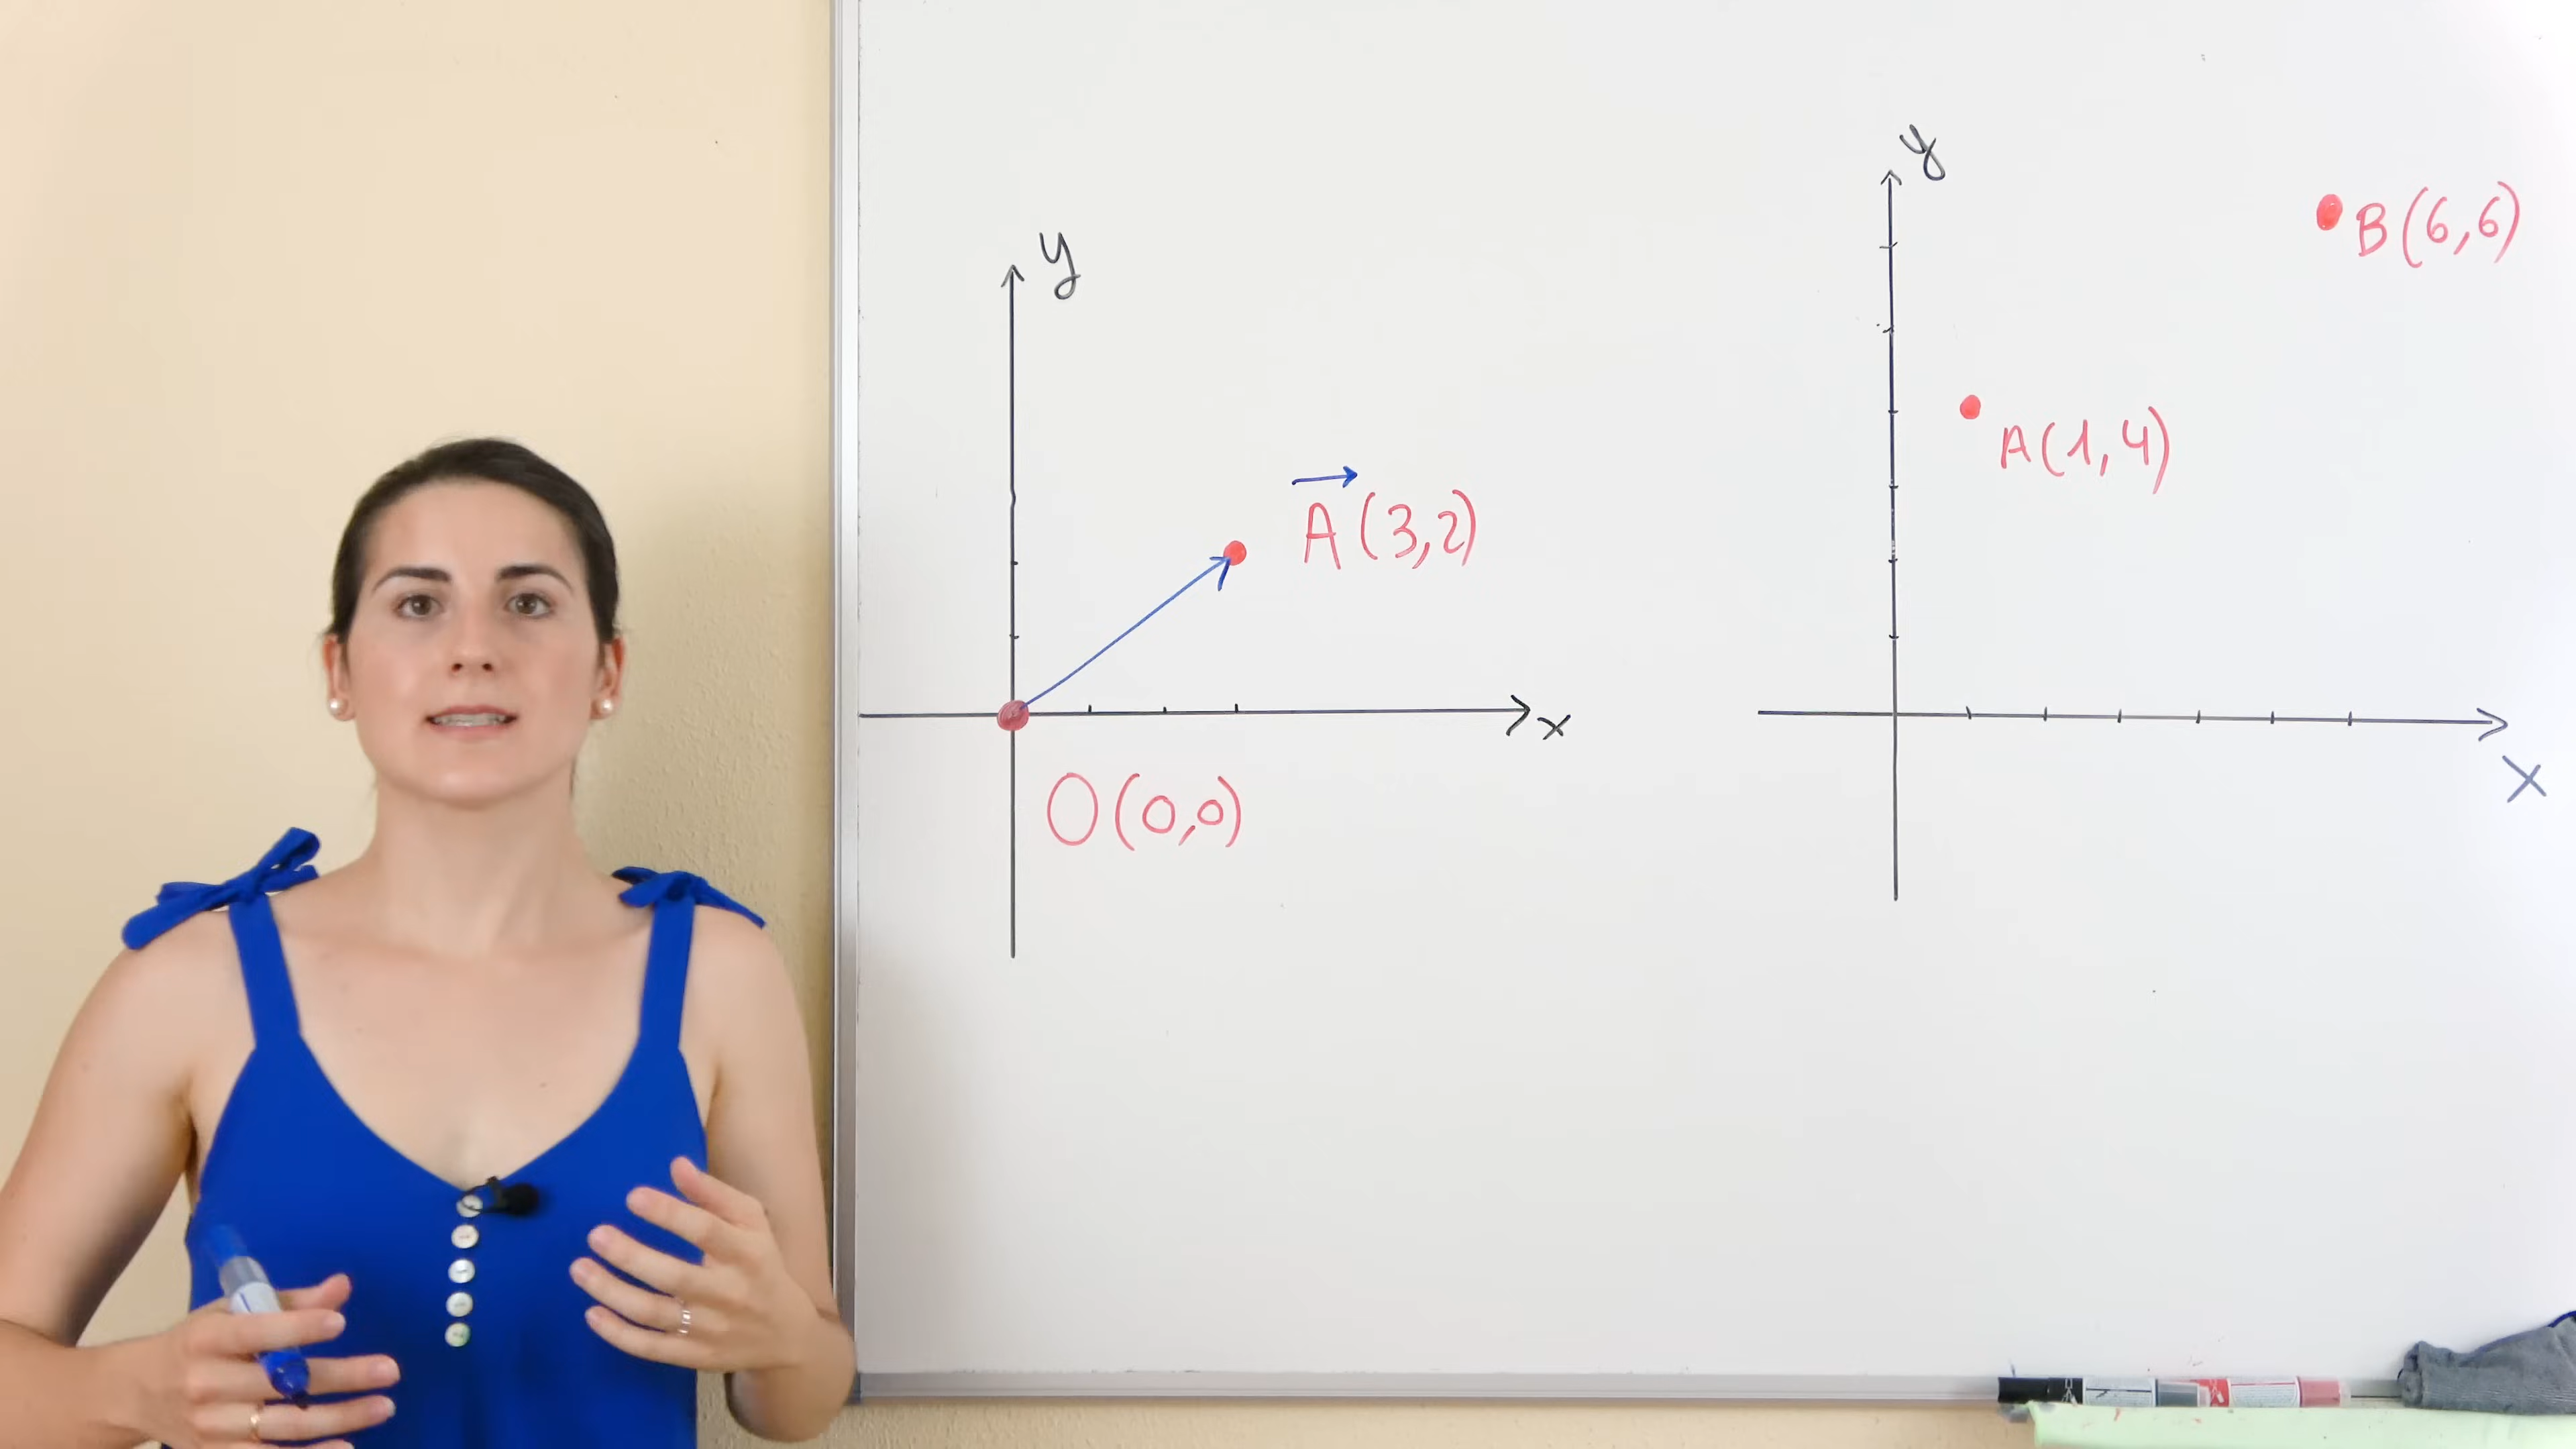 y
A(3,2)
x
O(0,0)
y
B(6,6)
A(1,4)
x